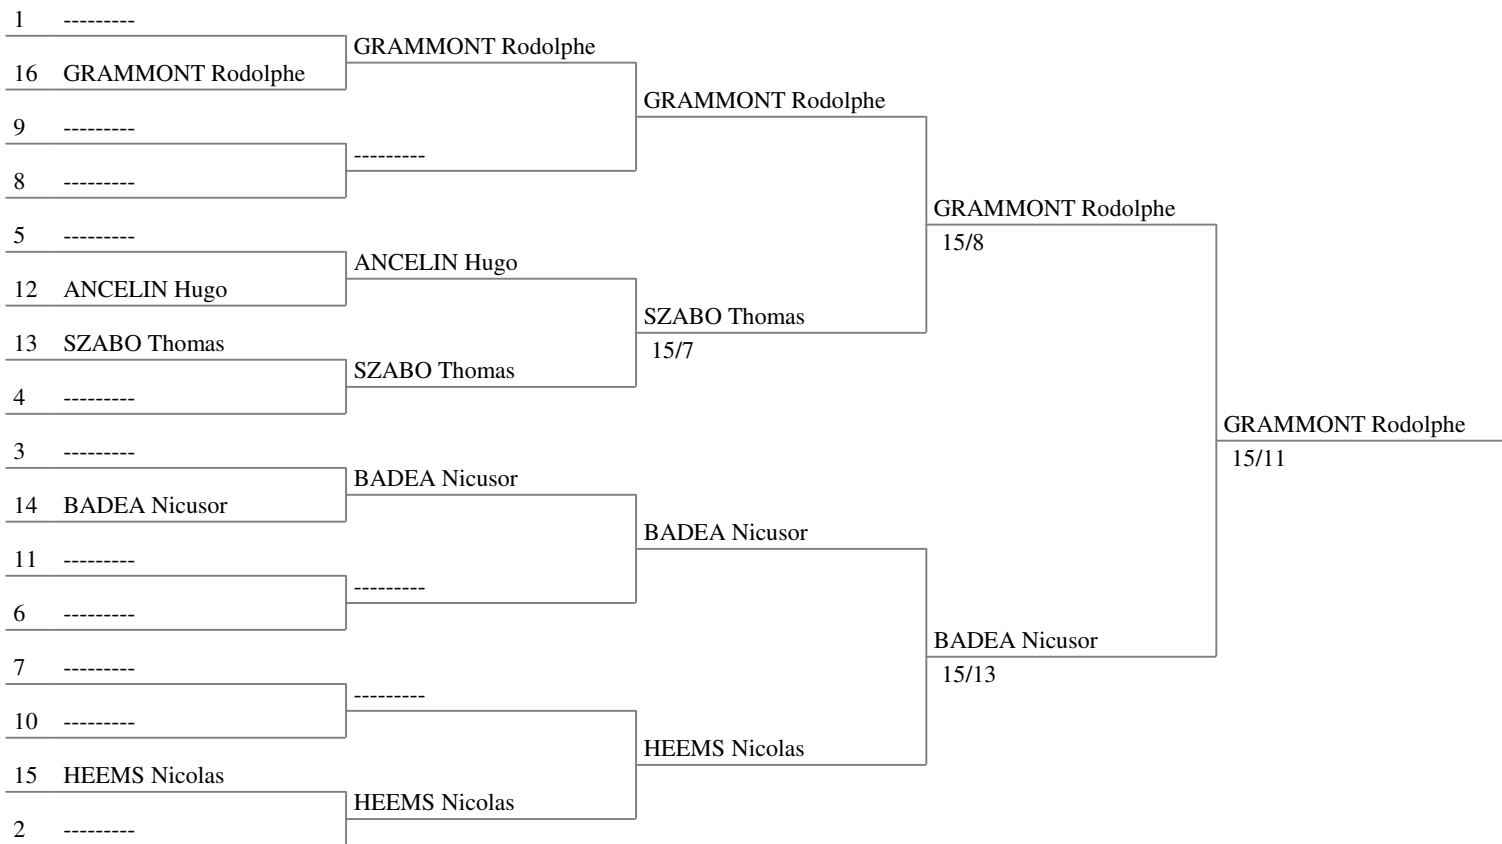 1 ---------
GRAMMONT Rodolphe
16 GRAMMONT Rodolphe
GRAMMONT Rodolphe
9 ---------
---------
8 ---------
GRAMMONT Rodolphe
15/8
5 ---------
ANCELIN Hugo
12 ANCELIN Hugo
SZABO Thomas
15/7
13 SZABO Thomas
SZABO Thomas
4 ---------
GRAMMONT Rodolphe
15/11
3 ---------
BADEA Nicusor
14 BADEA Nicusor
BADEA Nicusor
11 ---------
---------
6 ---------
BADEA Nicusor
15/13
7 ---------
---------
10 ---------
HEEMS Nicolas
15 HEEMS Nicolas
HEEMS Nicolas
2 ---------